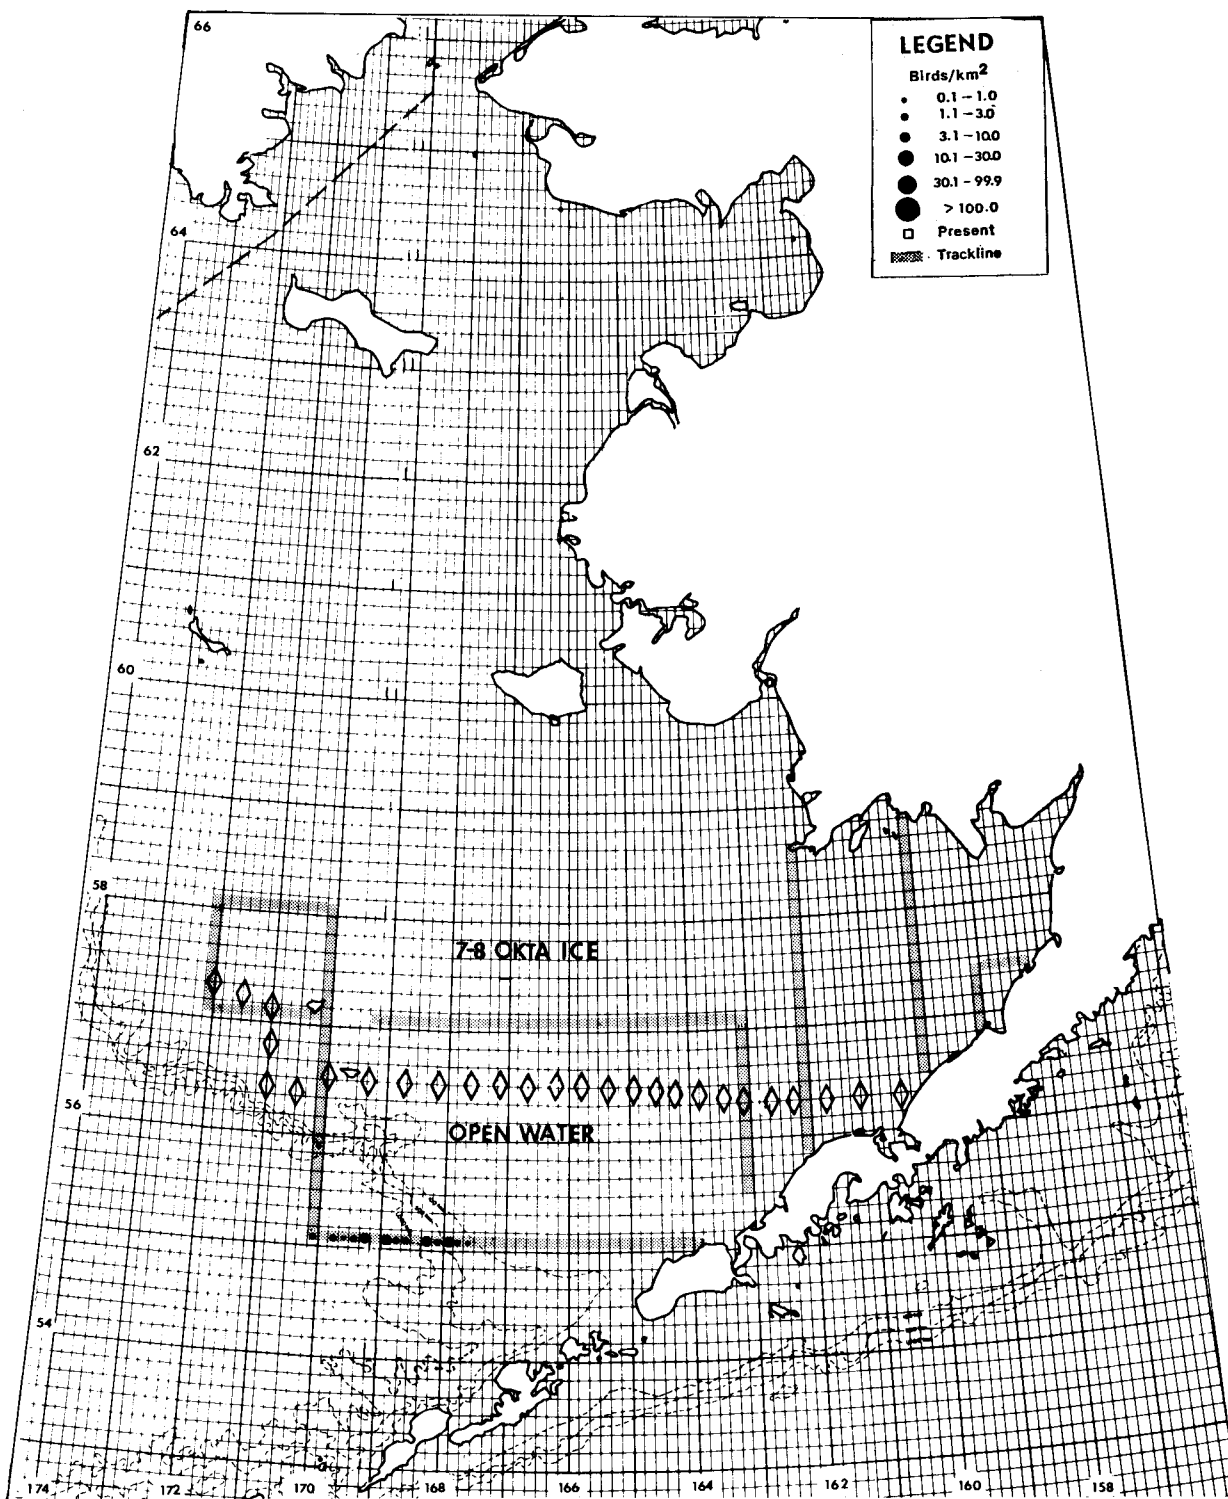 66
LEGEND
Birds/km²
0.1 – 1.0
1.1 – 3.0
3.1 – 10.0
10.1 – 30.0
30.1 – 99.9
> 100.0
Present
Trackline
64
62
60
58
7-8 OKTA ICE
56
OPEN WATER
54
174 172 170 168 166 164 162 160 158